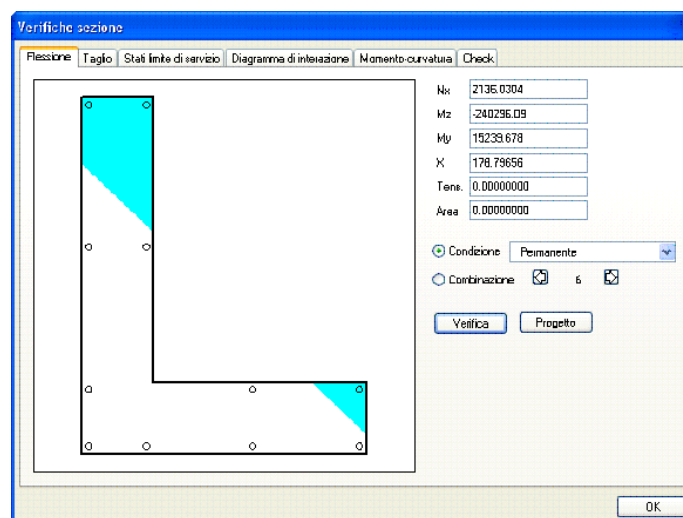 Verifiche sezione
Flessione Taglio Stati limite di servizio Diagramma di interazione Momento-curvatura Check
Nx 2136.0304
Mz -240296.09
My 15239.678
X 178.79656
Tens. 0.00000000
Area 0.00000000
Condizione Permanente
Combinazione 6
Verifica Progetto
OK